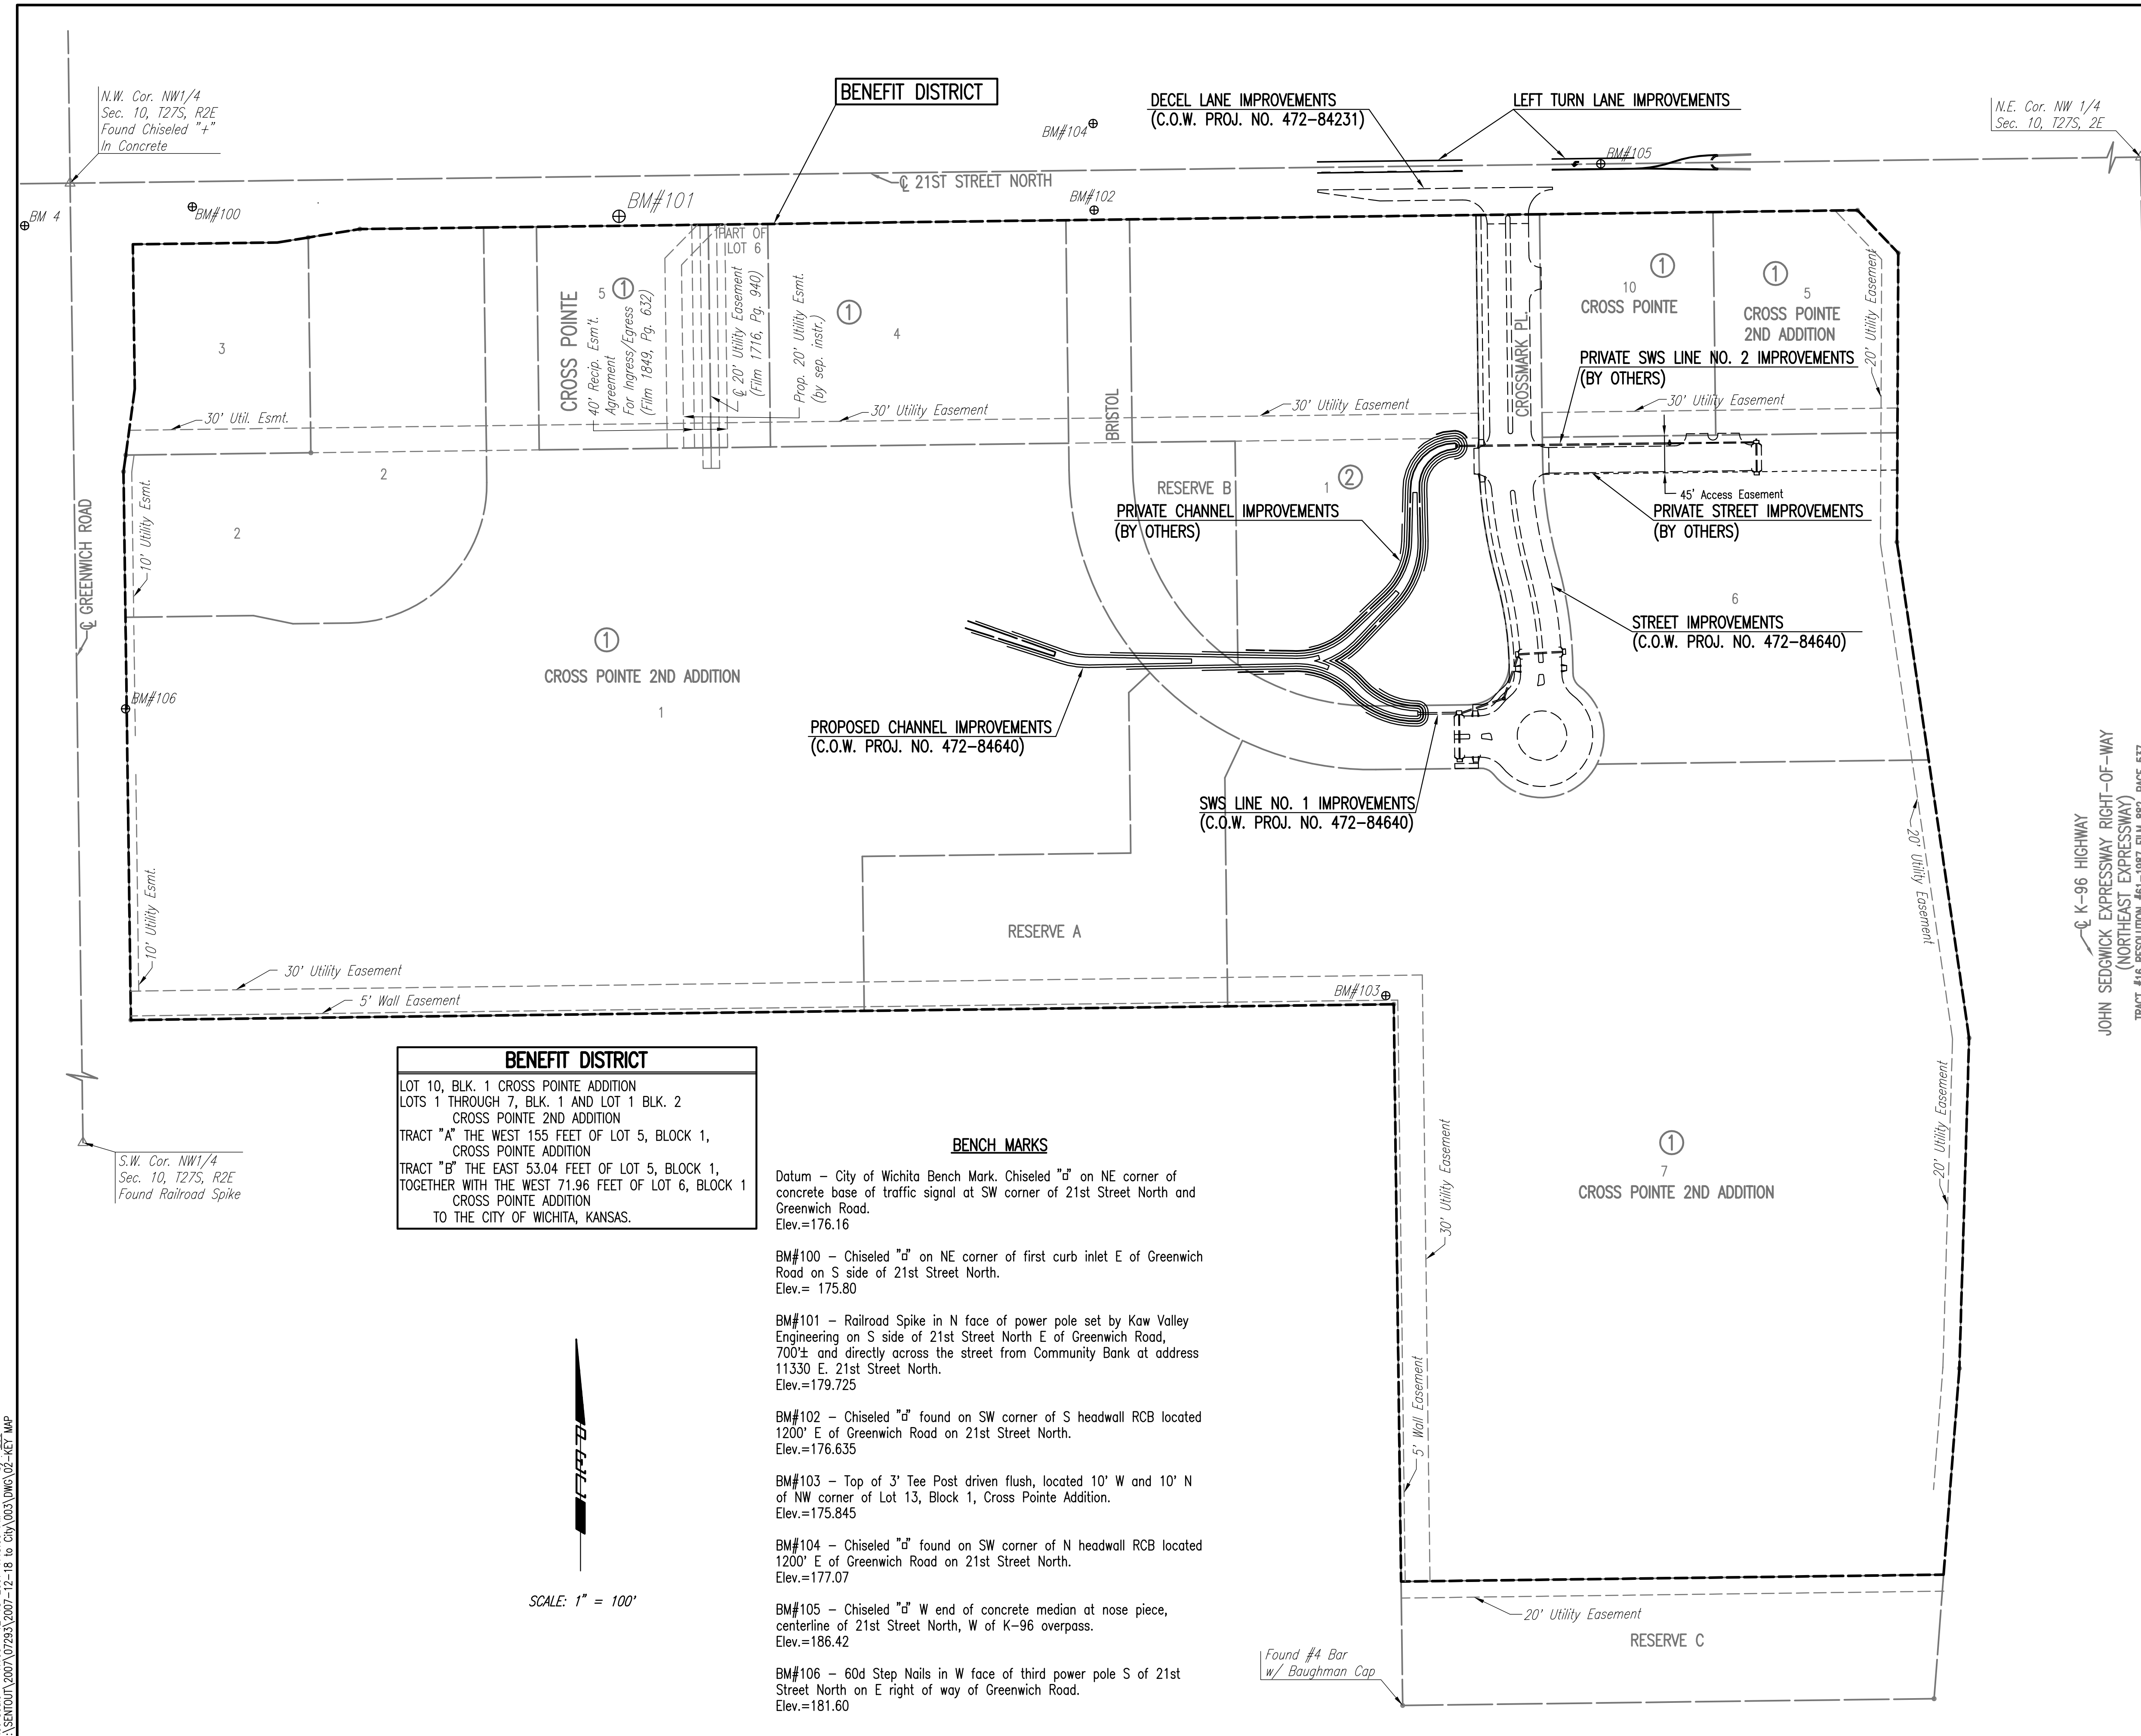 N.W. Cor. NW1/4
Sec. 10, T27S, R2E
Found Chiseled "+"
In Concrete
BENEFIT DISTRICT
BM#104
DECEL LANE IMPROVEMENTS
(C.O.W. PROJ. NO. 472-84231)
LEFT TURN LANE IMPROVEMENTS
BM#105
N.E. Cor. NW 1/4
Sec. 10, T27S, 2E
℄ 21ST STREET NORTH
BM 4
BM#100
BM#101
BM#102
PART OF
LOT 6
3
CROSS POINTE
5 1
40' Recip. Esm't.
Agreement
For Ingress/Egress
(Film 1849, Pg. 632)
℄ 20' Utility Easement
(Film 1716, Pg. 940)
Prop. 20' Utility Esmt.
(by sep. instr.)
1
4
BRISTOL
CROSSMARK PL.
1
10
CROSS POINTE
1
5
CROSS POINTE
2ND ADDITION
20' Utility Easement
PRIVATE SWS LINE NO. 2 IMPROVEMENTS
(BY OTHERS)
30' Util. Esmt.
30' Utility Easement
30' Utility Easement
30' Utility Easement
2
2
10' Utility Esmt.
℄ GREENWICH ROAD
RESERVE B
1 2
PRIVATE CHANNEL IMPROVEMENTS
(BY OTHERS)
45' Access Easement
PRIVATE STREET IMPROVEMENTS
(BY OTHERS)
6
STREET IMPROVEMENTS
(C.O.W. PROJ. NO. 472-84640)
1
CROSS POINTE 2ND ADDITION
1
BM#106
PROPOSED CHANNEL IMPROVEMENTS
(C.O.W. PROJ. NO. 472-84640)
SWS LINE NO. 1 IMPROVEMENTS
(C.O.W. PROJ. NO. 472-84640)
20' Utility Easement
℄ K-96 HIGHWAY
JOHN SEDGWICK EXPRESSWAY RIGHT-OF-WAY
(NORTHEAST EXPRESSWAY)
10' Utility Esmt.
RESERVE A
30' Utility Easement
5' Wall Easement
BM#103
BENEFIT DISTRICT
LOT 10, BLK. 1 CROSS POINTE ADDITION
LOTS 1 THROUGH 7, BLK. 1 AND LOT 1 BLK. 2
CROSS POINTE 2ND ADDITION
TRACT "A" THE WEST 155 FEET OF LOT 5, BLOCK 1,
CROSS POINTE ADDITION
TRACT "B" THE EAST 53.04 FEET OF LOT 5, BLOCK 1,
TOGETHER WITH THE WEST 71.96 FEET OF LOT 6, BLOCK 1
CROSS POINTE ADDITION
TO THE CITY OF WICHITA, KANSAS.
S.W. Cor. NW1/4
Sec. 10, T27S, R2E
Found Railroad Spike
BENCH MARKS
Datum - City of Wichita Bench Mark. Chiseled "□" on NE corner of
concrete base of traffic signal at SW corner of 21st Street North and
Greenwich Road.
Elev.=176.16
BM#100 - Chiseled "□" on NE corner of first curb inlet E of Greenwich
Road on S side of 21st Street North.
Elev.= 175.80
BM#101 - Railroad Spike in N face of power pole set by Kaw Valley
Engineering on S side of 21st Street North E of Greenwich Road,
700'± and directly across the street from Community Bank at address
11330 E. 21st Street North.
Elev.=179.725
BM#102 - Chiseled "□" found on SW corner of S headwall RCB located
1200' E of Greenwich Road on 21st Street North.
Elev.=176.635
BM#103 - Top of 3' Tee Post driven flush, located 10' W and 10' N
of NW corner of Lot 13, Block 1, Cross Pointe Addition.
Elev.=175.845
BM#104 - Chiseled "□" found on SW corner of N headwall RCB located
1200' E of Greenwich Road on 21st Street North.
Elev.=177.07
BM#105 - Chiseled "□" W end of concrete median at nose piece,
centerline of 21st Street North, W of K-96 overpass.
Elev.=186.42
BM#106 - 60d Step Nails in W face of third power pole S of 21st
Street North on E right of way of Greenwich Road.
Elev.=181.60
SCALE: 1" = 100'
30' Utility Easement
5' Wall Easement
1
7
CROSS POINTE 2ND ADDITION
20' Utility Easement
20' Utility Easement
RESERVE C
Found #4 Bar
w/ Baughman Cap
:\SENTOUT\2007\07293\2007-12-18 to City\003\DWG\02-KEY MAP